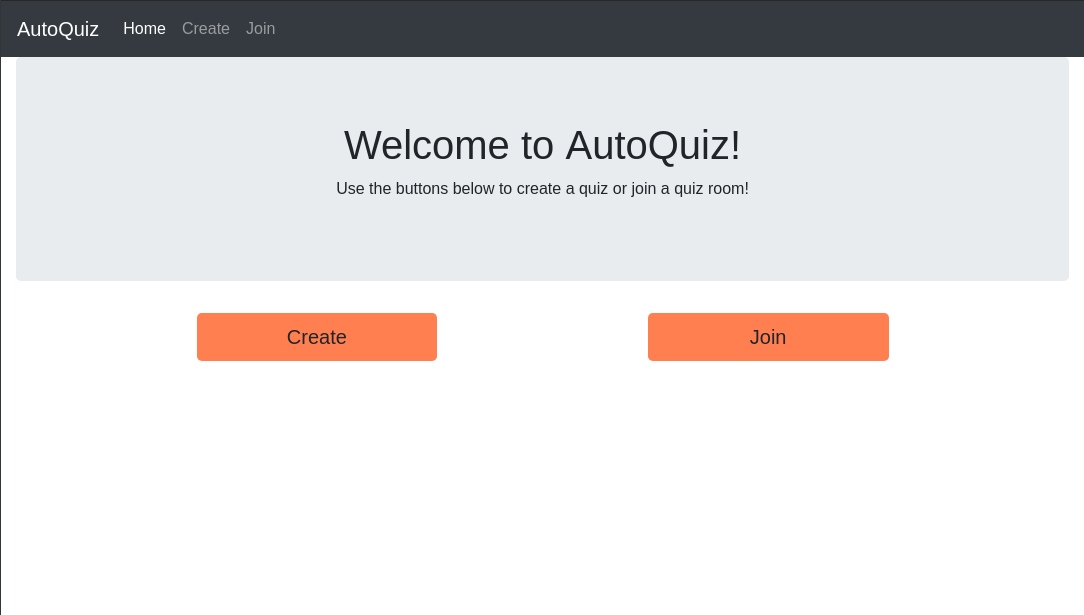 AutoQuiz Home Create Join
Welcome to AutoQuiz!
Use the buttons below to create a quiz or join a quiz room!
Create Join